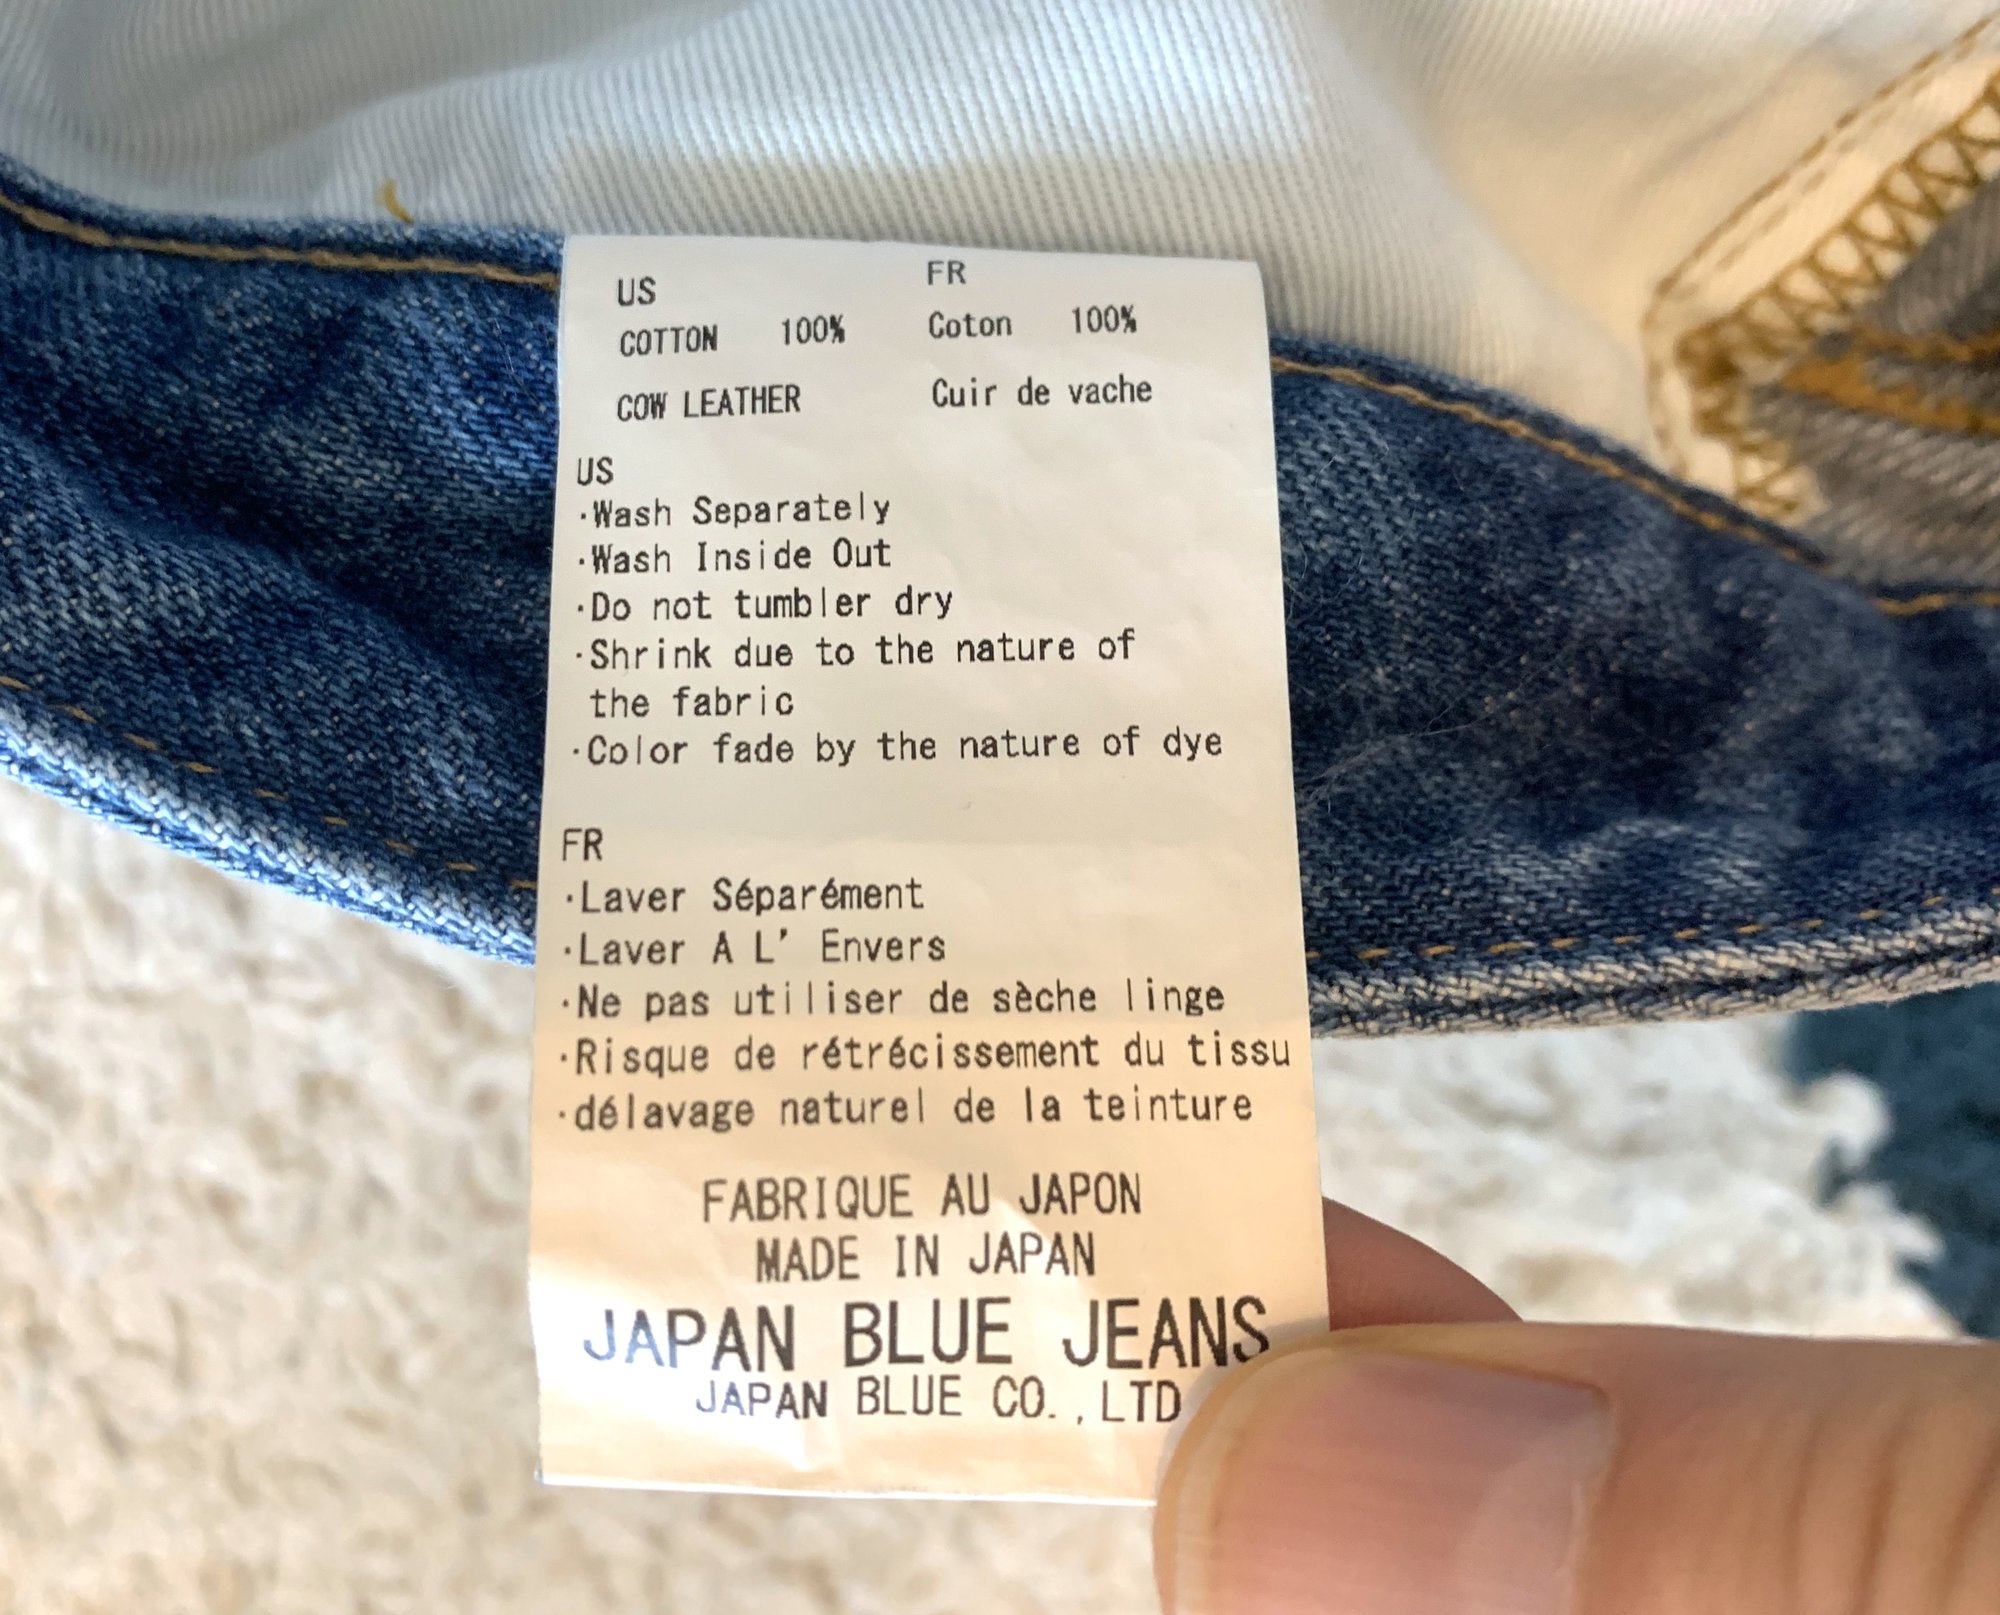 US
COTTON 100%
COW LEATHER
FR
Coton 100%
Cuir de vache
US
·Wash Separately
·Wash Inside Out
·Do not tumbler dry
·Shrink due to the nature of
the fabric
·Color fade by the nature of dye
FR
·Laver Séparément
·Laver A L' Envers
·Ne pas utiliser de sèche linge
·Risque de rétrécissement du tissu
·délavage naturel de la teinture
FABRIQUE AU JAPON
MADE IN JAPAN
JAPAN BLUE JEANS
JAPAN BLUE CO., LTD